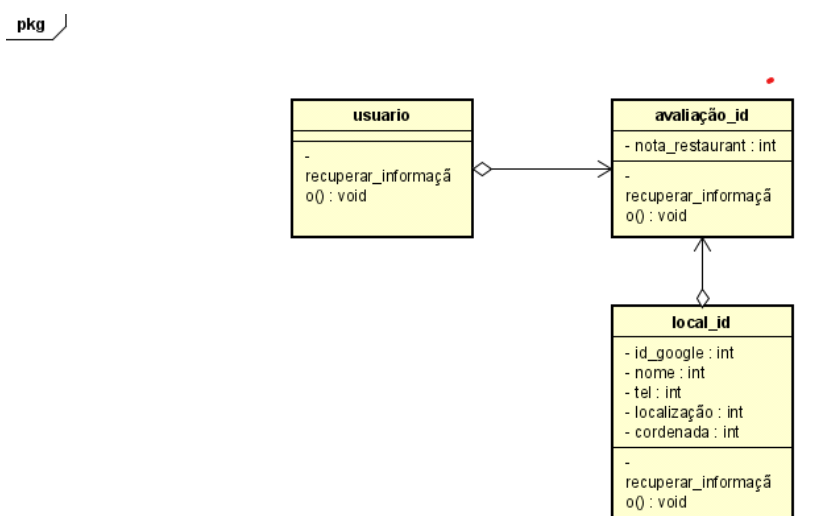 pkg
usuario
-
recuperar_informaçã
o() : void
avaliação_id
- nota_restaurant : int
-
recuperar_informaçã
o() : void
local_id
- id_google : int
- nome : int
- tel : int
- localização : int
- cordenada : int
-
recuperar_informaçã
o() : void